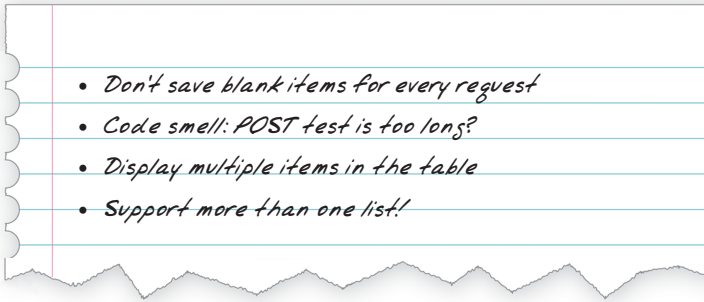 • Don't save blank items for every request
• Code smell: POST test is too long?
• Display multiple items in the table
• Support more than one list!